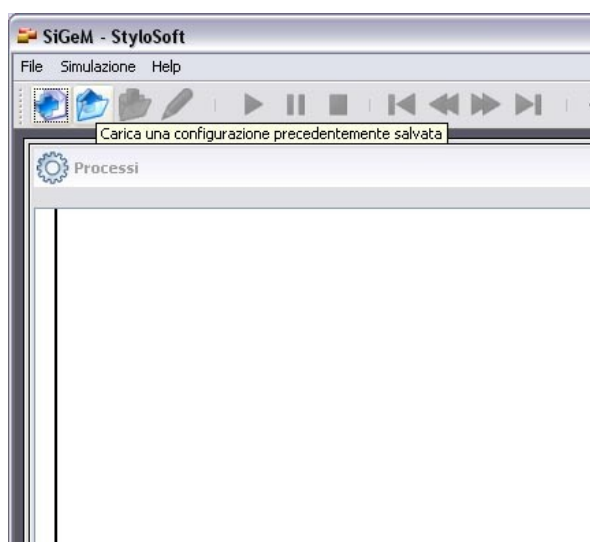 SiGeM - StyloSoft
File Simulazione Help
Carica una configurazione precedentemente salvata
Processi